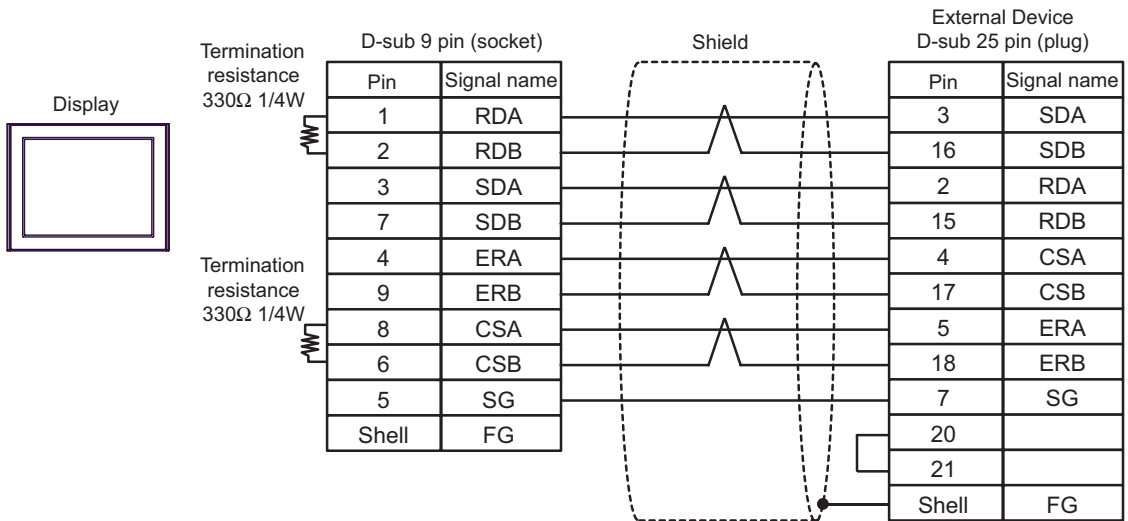 External Device
D-sub 9 pin (socket)
Shield
D-sub 25 pin (plug)
Termination
resistance
330Ω 1/4W
Display
Pin Signal name
1 RDA
2 RDB
3 SDA
7 SDB
4 ERA
9 ERB
8 CSA
6 CSB
5 SG
Shell FG
Termination
resistance
330Ω 1/4W
Pin Signal name
3 SDA
16 SDB
2 RDA
15 RDB
4 CSA
17 CSB
5 ERA
18 ERB
7 SG
20
21
Shell FG